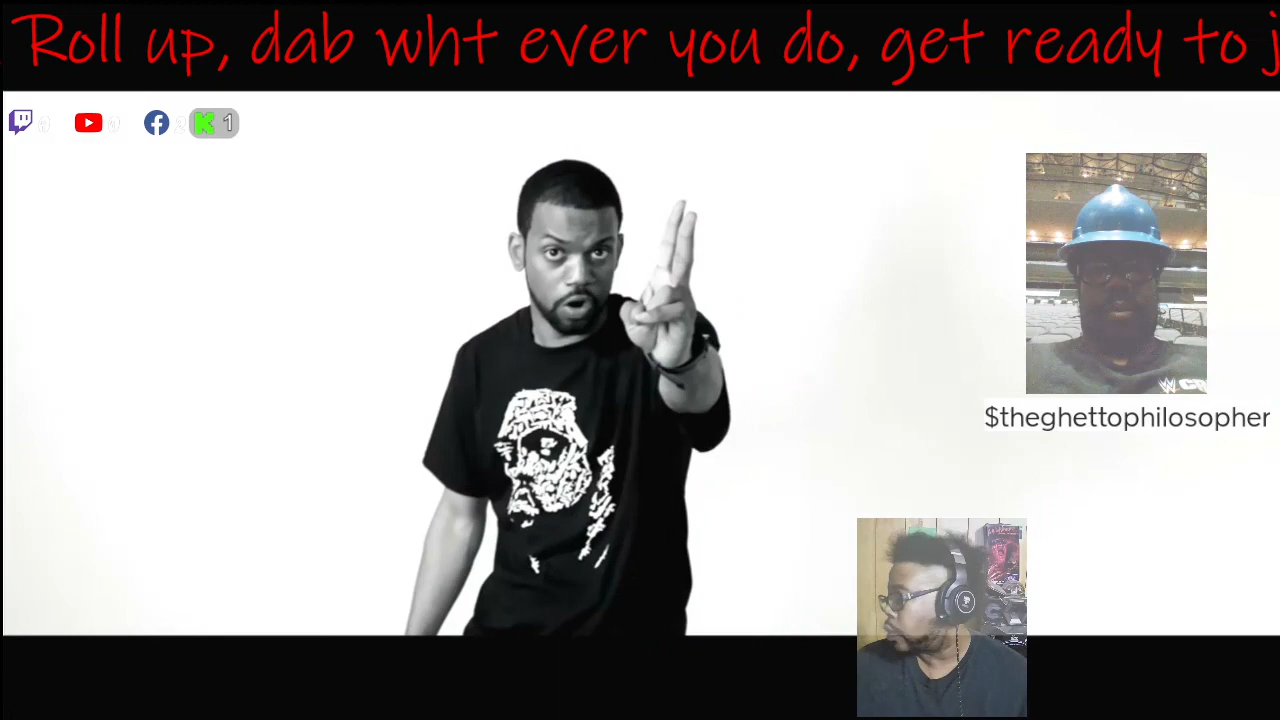 Roll up, dab wht ever you do, get ready to j
1
$theghettophilosopher